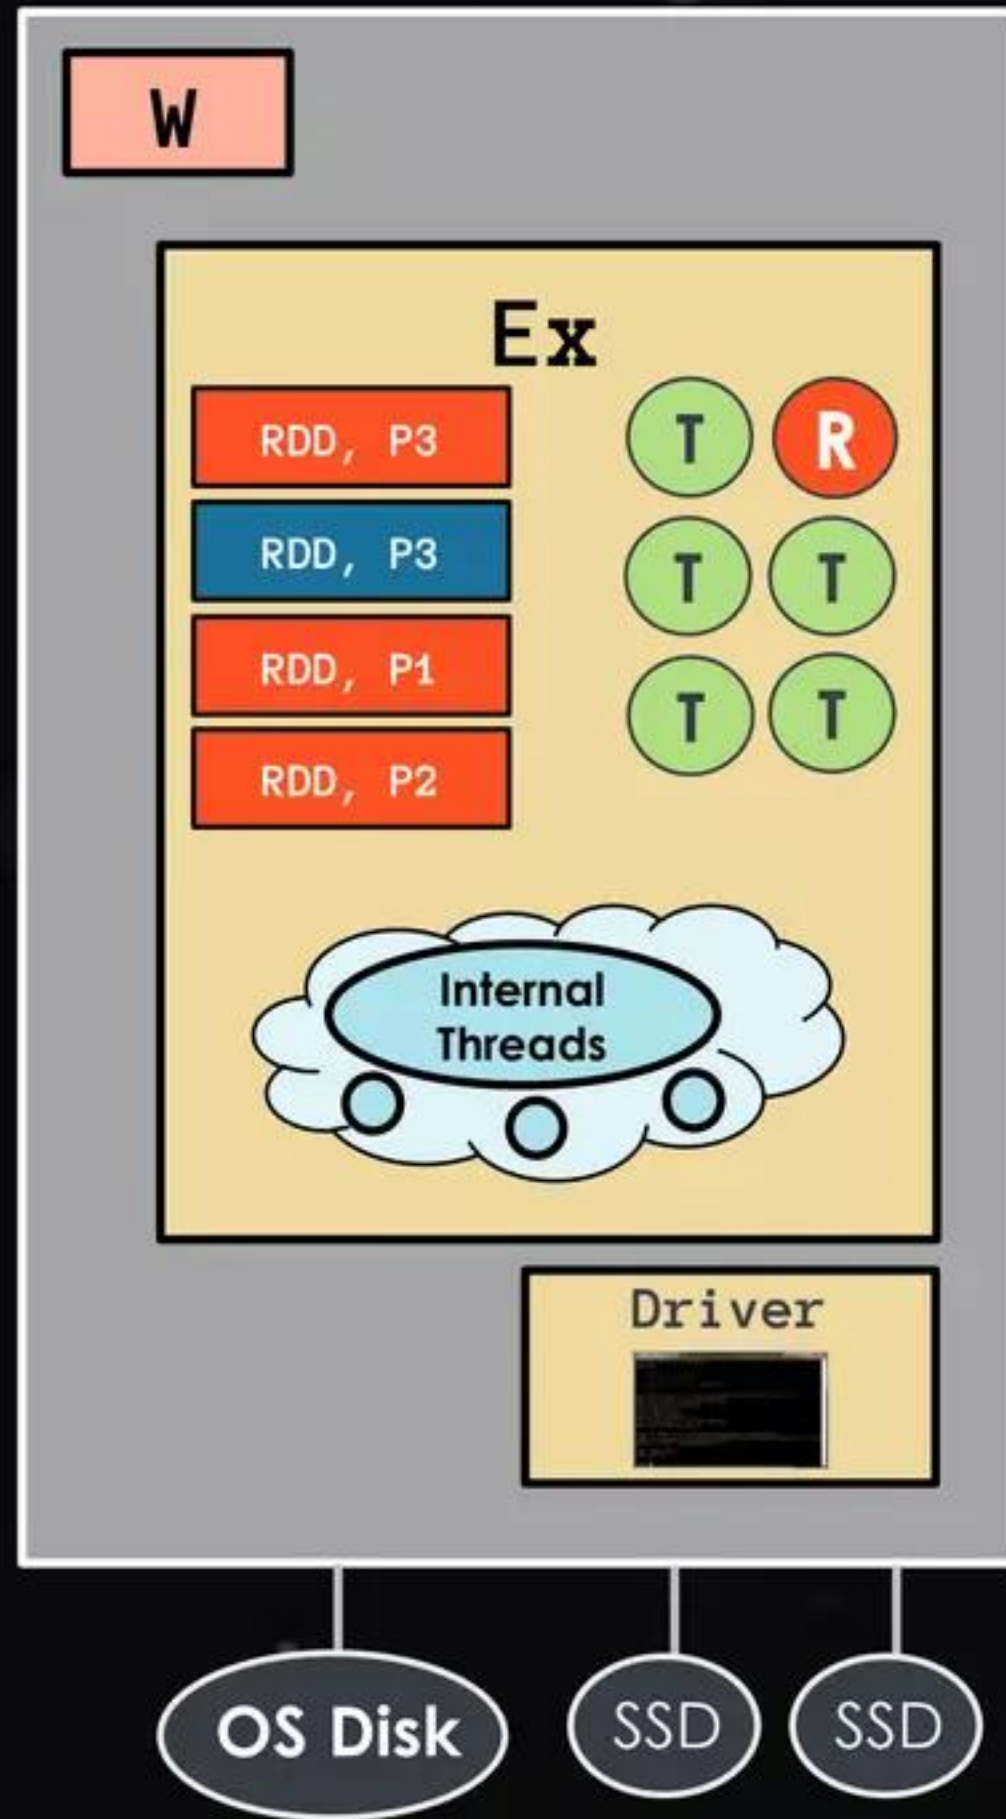 W
Ex
RDD, P3
RDD, P3
RDD, P1
RDD, P2
T
R
T
T
T
T
Internal
Threads
Driver
OS Disk
SSD
SSD